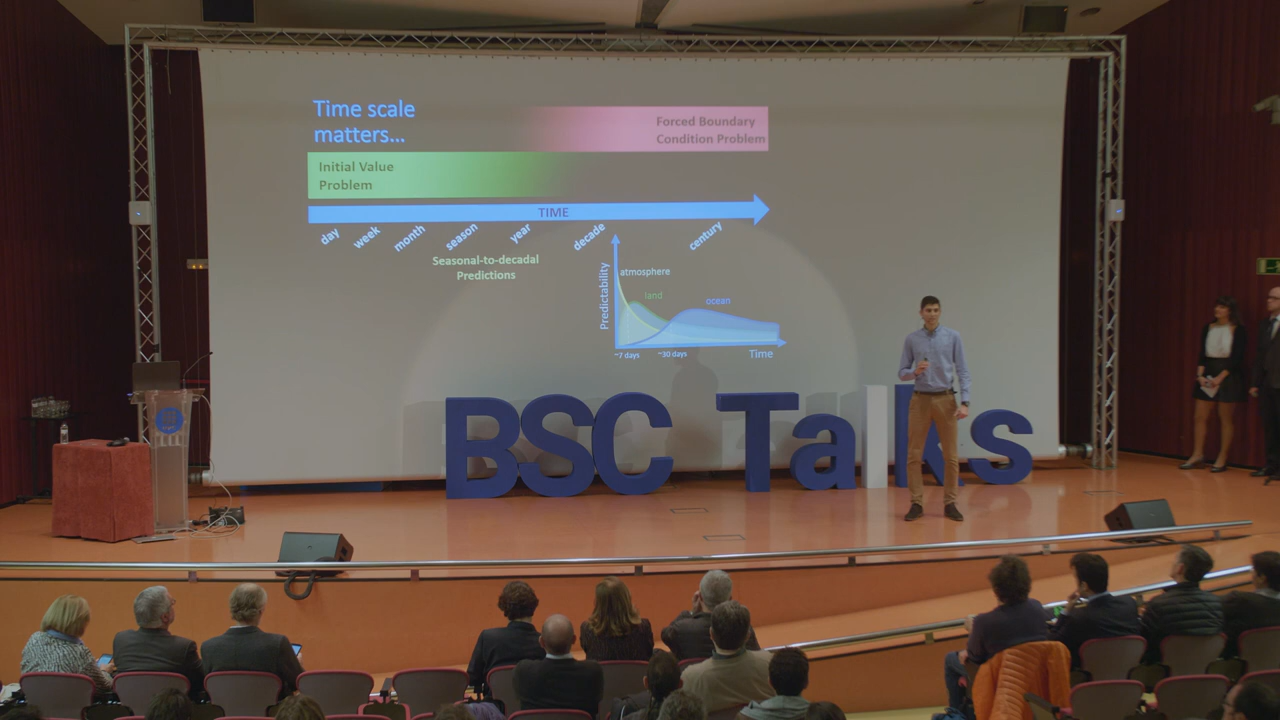 Time scale
matters...
Forced Boundary
Condition Problem
Initial Value
Problem
TIME
day
week
month
season
year
decade
century
Seasonal-to-decadal
Predictions
Predictability
atmosphere
land
ocean
~7 days
~30 days
Time
BSC Talks